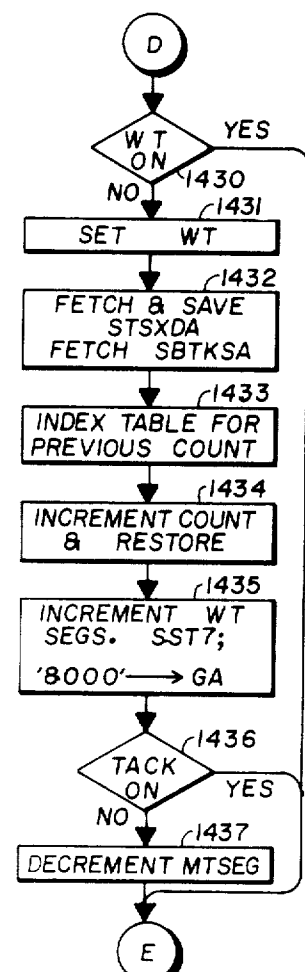 D
WT
ON
YES
NO
1430
1431
SET WT
1432
FETCH & SAVE
STSXDA
FETCH SBTKSA
1433
INDEX TABLE FOR
PREVIOUS COUNT
1434
INCREMENT COUNT
& RESTORE
1435
INCREMENT WT
SEGS. SST7;
'8000' → GA
1436
TACK
ON
YES
NO
1437
DECREMENT MTSEG
E